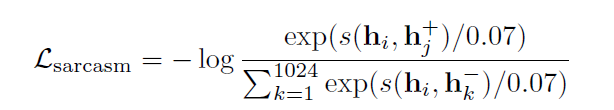 $\mathcal{L}_{\text{sarcasm}} = -\log \frac{\exp(s(\mathbf{h}_i, \mathbf{h}_j^+)/0.07)}{\sum_{k=1}^{1024} \exp(s(\mathbf{h}_i, \mathbf{h}_k^-)/0.07)}$